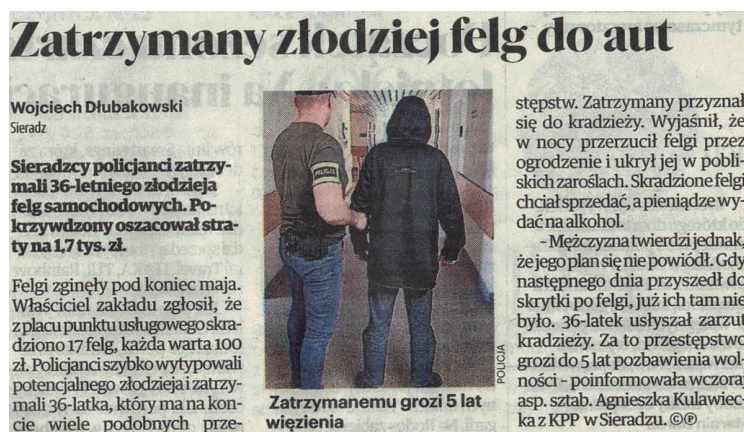 Zatrzymany złodziej felg do aut
Wojciech Dłubakowski
Sieradz
Sieradzcy policjanci zatrzy-
mali 36-letniego złodzieja
felg samochodowych. Po-
krzywdzony oszacował stra-
ty na 1,7 tys. zł.
Felgi zginęły pod koniec maja.
Właściciel zakładu zgłosił, że
z placu punktu usługowego skra-
dziono 17 felg, każda warta 100
zł. Policjanci szybko wytypowali
potencjalnego złodzieja i zatrzy-
mali 36-latka, który ma na kon-
cie wiele podobnych prze-
POLICJA
POLICJA
Zatrzymanemu grozi 5 lat
więzienia
stępstw. Zatrzymany przyznał
się do kradzieży. Wyjaśnił, że
w nocy przerzucił felgi przez
ogrodzenie i ukrył jej w pobli-
skich zaroślach. Skradzione felgi
chciał sprzedać, a pieniądze wy-
dać na alkohol.
- Mężczyzna twierdzi jednak,
że jego plan się nie powiódł. Gdy
następnego dnia przyszedł do
skrytki po felgi, już ich tam nie
było. 36-latek usłyszał zarzut
kradzieży. Za to przestępstwo
grozi do 5 lat pozbawienia wol-
ności - poinformowała wczoraj
asp. sztab. Agnieszka Kulawiec-
ka z KPP w Sieradzu. ©℗